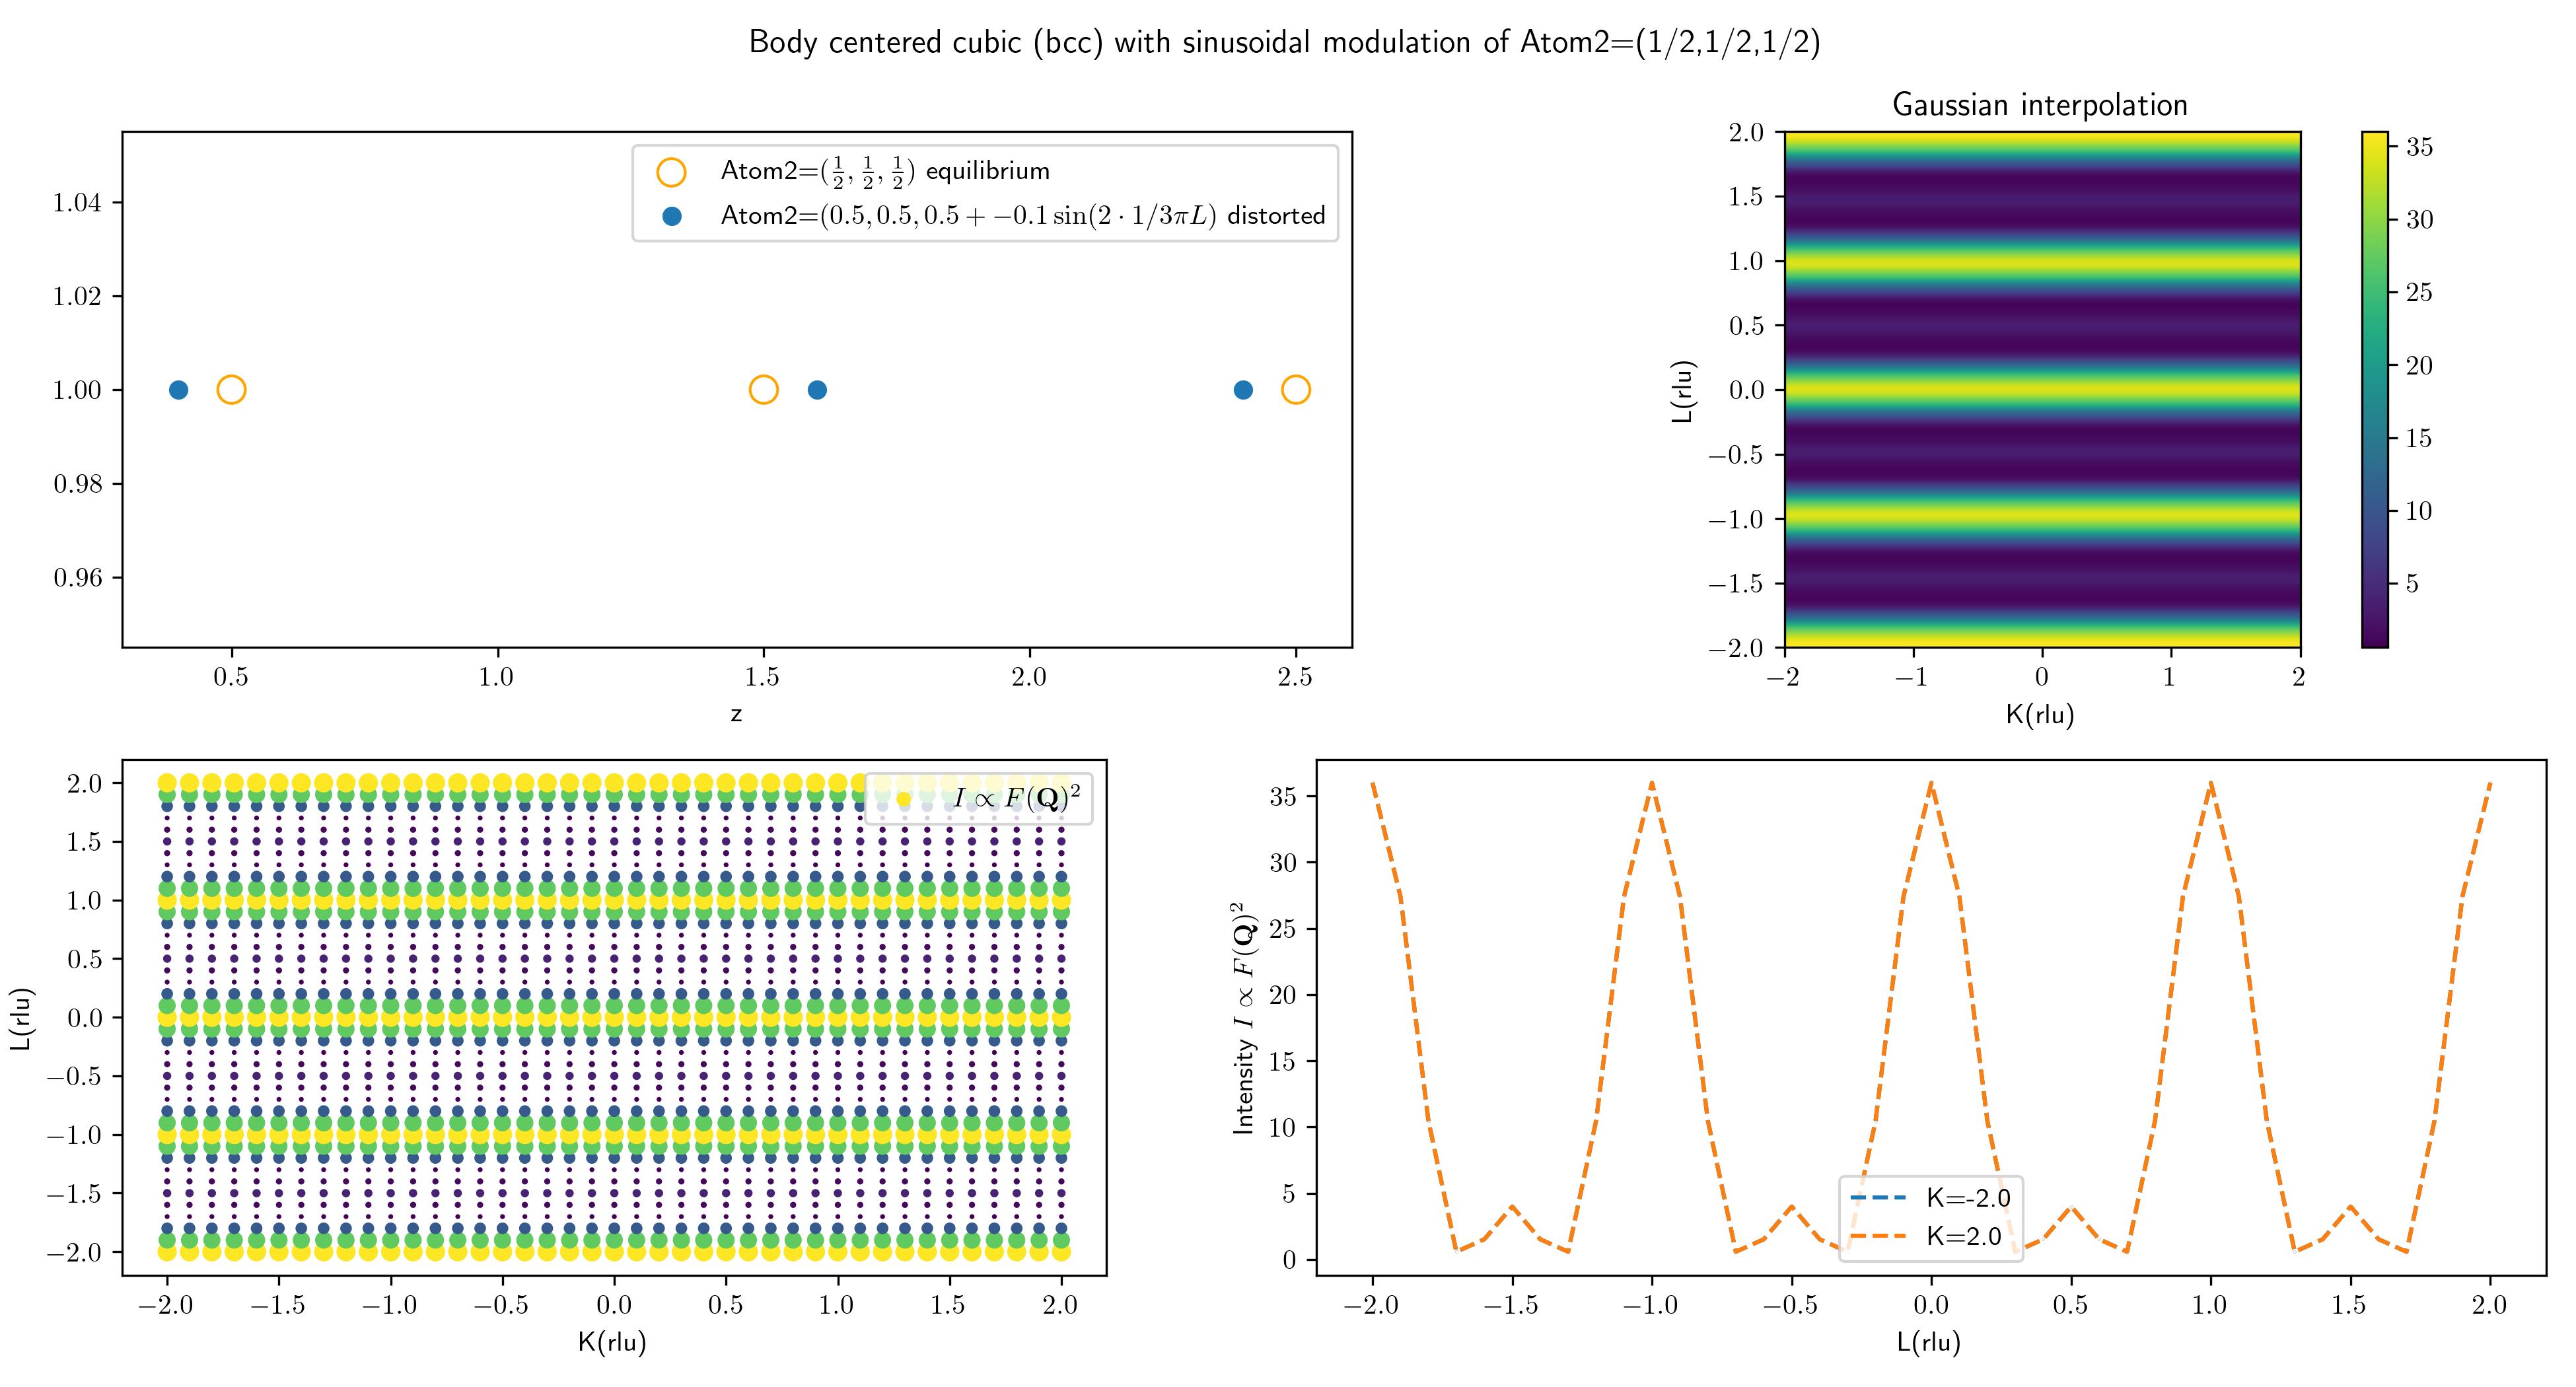 Body centered cubic (bcc) with sinusoidal modulation of Atom2=(1/2,1/2,1/2)
Atom2=(1/2, 1/2, 1/2) equilibrium
Atom2=(0.5, 0.5, 0.5 + −0.1 sin(2 · 1/3πL) distorted
1.04
1.02
1.00
0.98
0.96
0.5 1.0 1.5 2.0 2.5
z
Gaussian interpolation
2.0
1.5
1.0
0.5
0.0
−0.5
−1.0
−1.5
−2.0
L(rlu)
−2 −1 0 1 2
K(rlu)
35
30
25
20
15
10
5
I ∝ F(Q)²
2.0
1.5
1.0
0.5
0.0
−0.5
−1.0
−1.5
−2.0
L(rlu)
−2.0 −1.5 −1.0 −0.5 0.0 0.5 1.0 1.5 2.0
K(rlu)
Intensity I ∝ F(Q)²
35
30
25
20
15
10
5
0
K=-2.0
K=2.0
−2.0 −1.5 −1.0 −0.5 0.0 0.5 1.0 1.5 2.0
L(rlu)